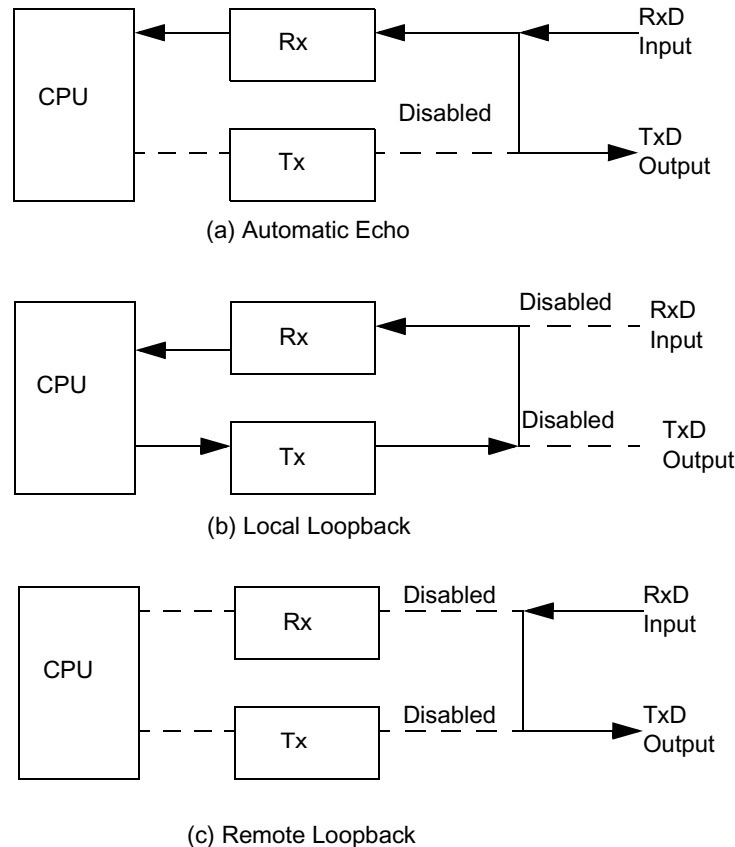 RxD
Input
Rx
CPU
Disabled
TxD
Output
Tx
(a) Automatic Echo
Disabled
RxD
Input
Rx
CPU
Disabled
TxD
Output
Tx
(b) Local Loopback
Disabled
RxD
Input
Rx
CPU
Disabled
TxD
Output
Tx
(c) Remote Loopback